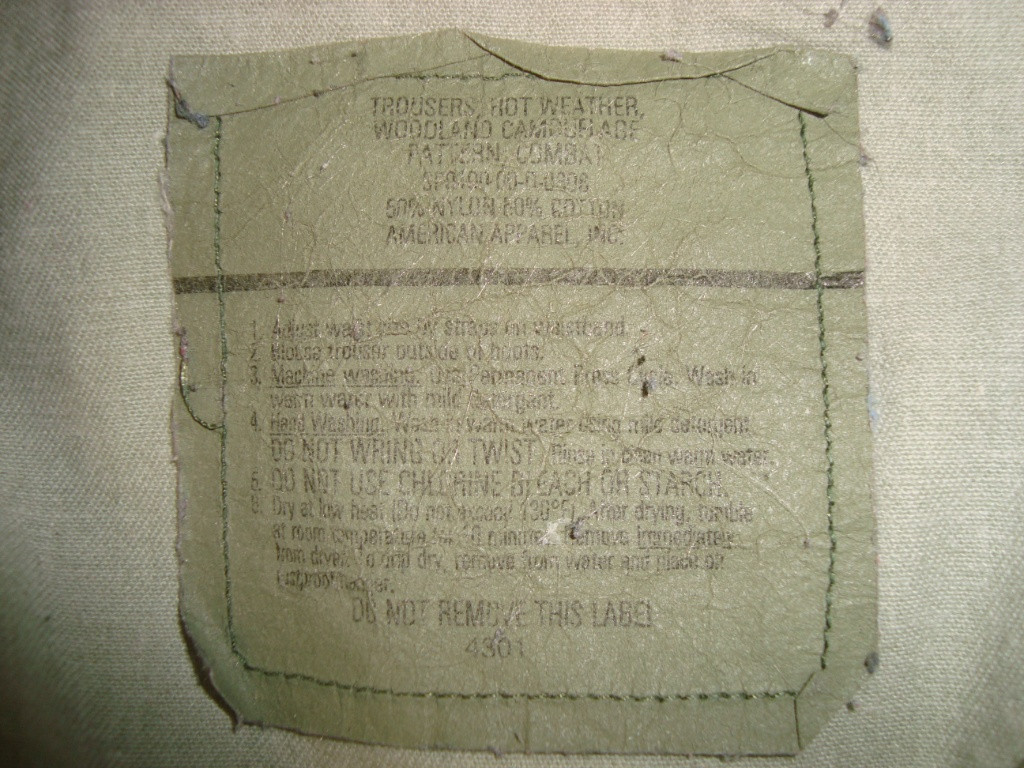 TROUSERS, HOT WEATHER,
WOODLAND CAMOUFLAGE
PATTERN, COMBAT
50% NYLON 50% COTTON
AMERICAN APPAREL, INC.
1. Adjust waist size by straps on waistband.
2. Blouse trouser outside of boots.
3. Machine washing: Use Permanent Press Cycle. Wash in
warm water with mild detergent.
4. Hand Washing: Wash in warm water using mild detergent.
DO NOT WRING OR TWIST. Rinse in clean warm water.
5. DO NOT USE CHLORINE BLEACH OR STARCH.
6. Dry at low heat (Do not exceed 130°F). After drying, tumble
at room temperature for 10 minutes. Remove immediately
from dryer. To drip dry, remove from water and place on
rustproof hanger.
DO NOT REMOVE THIS LABEL
4301